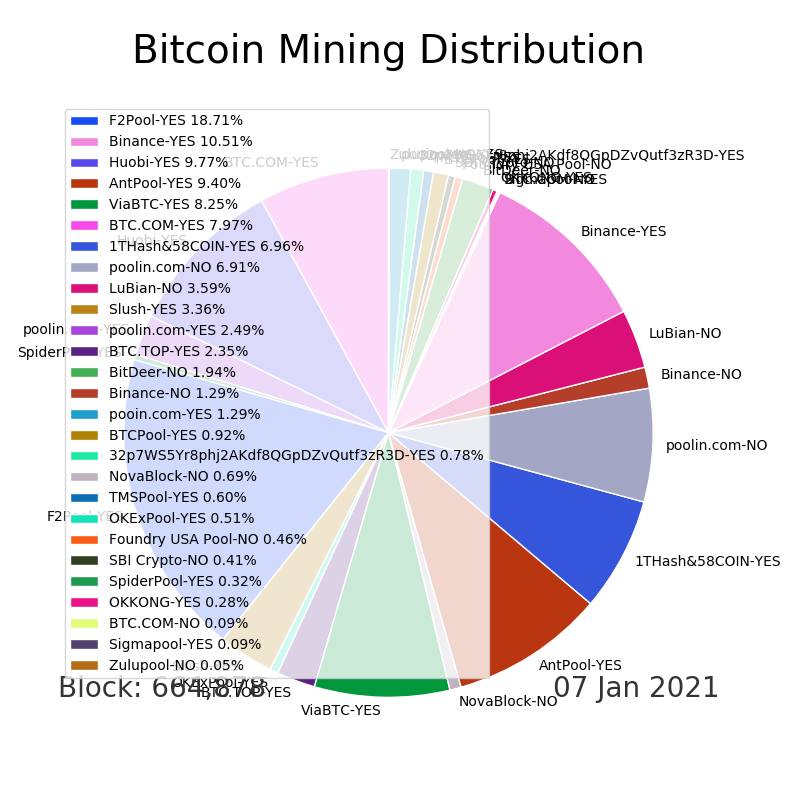 Bitcoin Mining Distribution
F2Pool-YES 18.71%
Binance-YES 10.51%
Huobi-YES 9.77%
AntPool-YES 9.40%
ViaBTC-YES 8.25%
BTC.COM-YES 7.97%
1THash&58COIN-YES 6.96%
poolin.com-NO 6.91%
LuBian-NO 3.59%
Slush-YES 3.36%
poolin.com-YES 2.49%
BTC.TOP-YES 2.35%
BitDeer-NO 1.94%
Binance-NO 1.29%
pooin.com-YES 1.29%
BTCPool-YES 0.92%
32p7WS5Yr8phj2AKdf8QGpDZvQutf3zR3D-YES 0.78%
NovaBlock-NO 0.69%
TMSPool-YES 0.60%
OKExPool-YES 0.51%
Foundry USA Pool-NO 0.46%
SBI Crypto-NO 0.41%
SpiderPool-YES 0.32%
OKKONG-YES 0.28%
BTC.COM-NO 0.09%
Sigmapool-YES 0.09%
Zulupool-NO 0.05%
BTC.COM-YES
Huobi-YES
F2Pool-YES
BTC.TOP-YES
ViaBTC-YES
NovaBlock-NO
AntPool-YES
1THash&58COIN-YES
poolin.com-NO
Binance-NO
LuBian-NO
Binance-YES
BitDeer-NO
07 Jan 2021